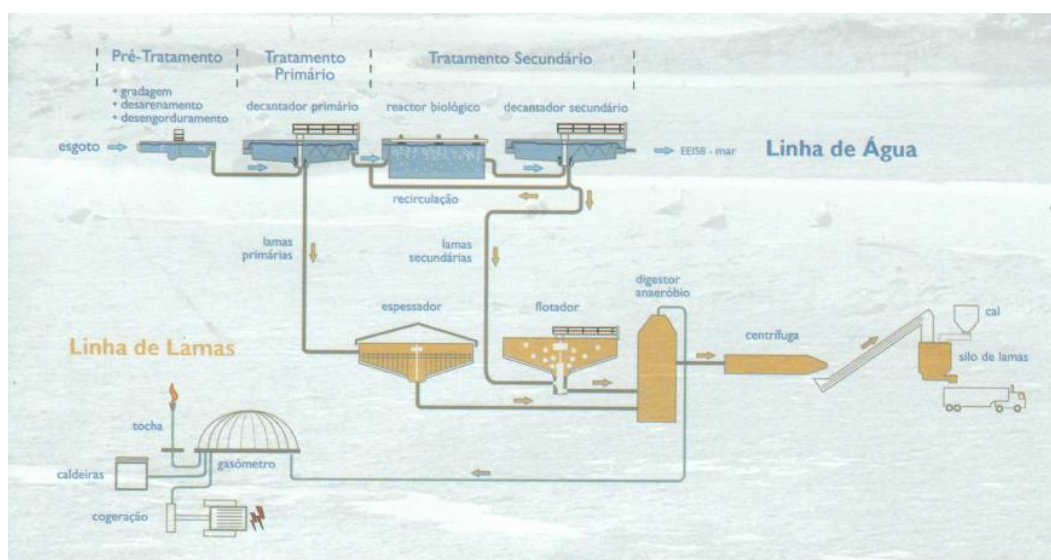 Pré-Tratamento
• gradagem
• desarenamento
• desengorduramento
Tratamento
Primário
Tratamento Secundário
decantador primário
reactor biológico
decantador secundário
esgoto
EEISB - mar
Linha de Água
recirculação
lamas
primárias
lamas
secundárias
digestor
anaeróbio
espessador
flotador
centrífuga
cal
silo de lamas
Linha de Lamas
tocha
gasómetro
caldeiras
cogeração